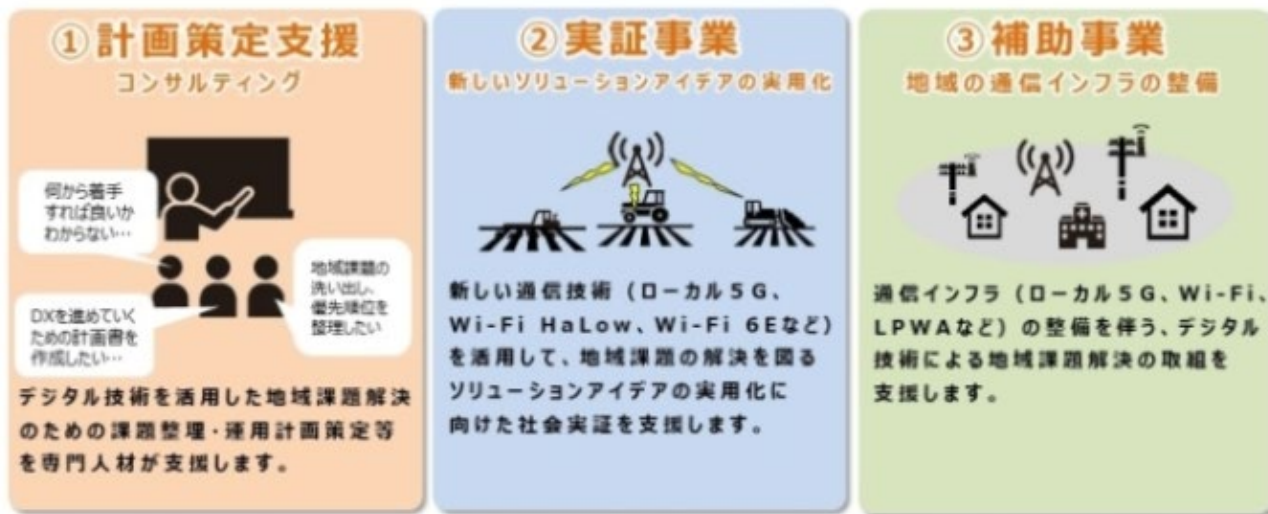 ①計画策定支援
コンサルティング
何から着手
すれば良いか
わからない…
地域課題の
洗い出し、
優先順位を
整理したい
DXを進めていく
ための計画書を
作成したい…
デジタル技術を活用した地域課題解決
のための課題整理・運用計画策定等
を専門人材が支援します。
②実証事業
新しいソリューションアイデアの実用化
新しい通信技術（ローカル5G、
Wi-Fi HaLow、Wi-Fi 6Eなど）
を活用して、地域課題の解決を図る
ソリューションアイデアの実用化に
向けた社会実証を支援します。
③補助事業
地域の通信インフラの整備
通信インフラ（ローカル5G、Wi-Fi、
LPWAなど）の整備を伴う、デジタル
技術による地域課題解決の取組を
支援します。